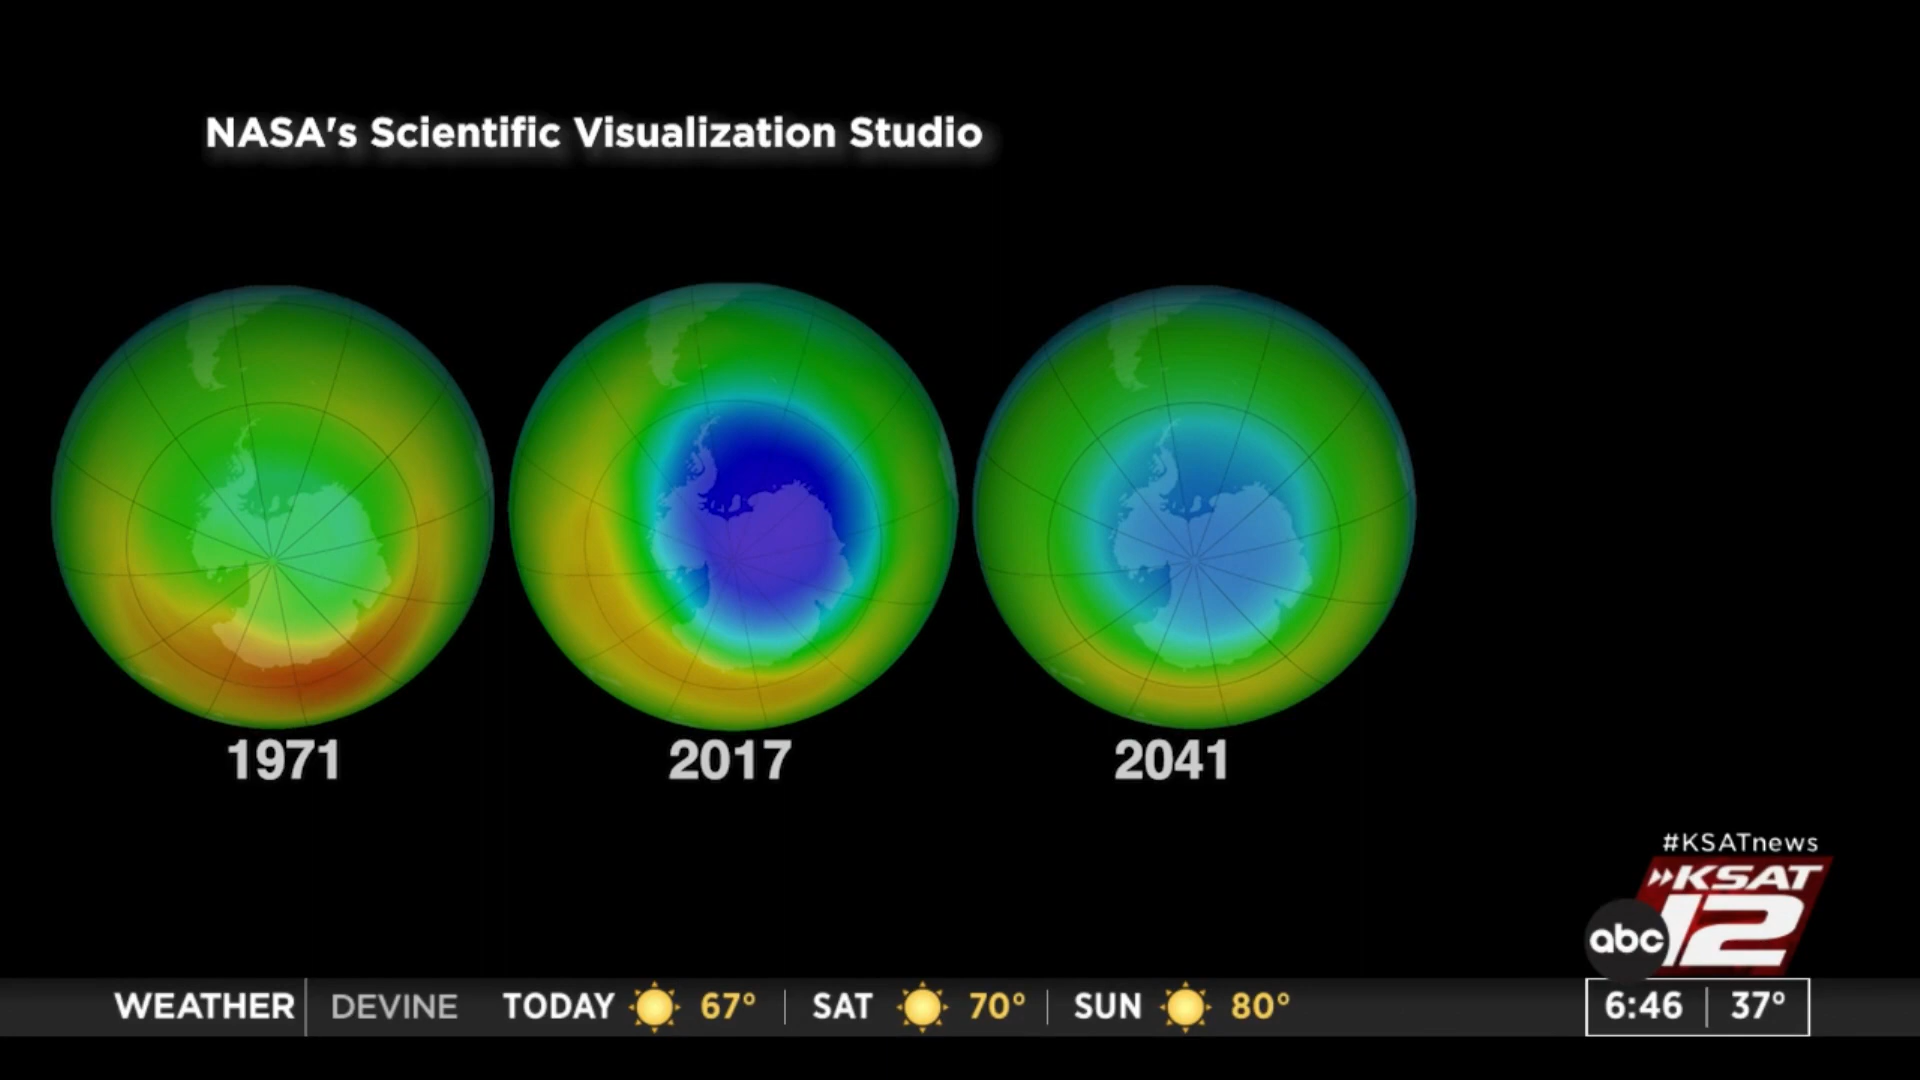 NASA's Scientific Visualization Studio
1971
2017
2041
#KSATnews
KSAT
12
abc
WEATHER DEVINE TODAY 67° SAT 70° SUN 80°
6:46 37°